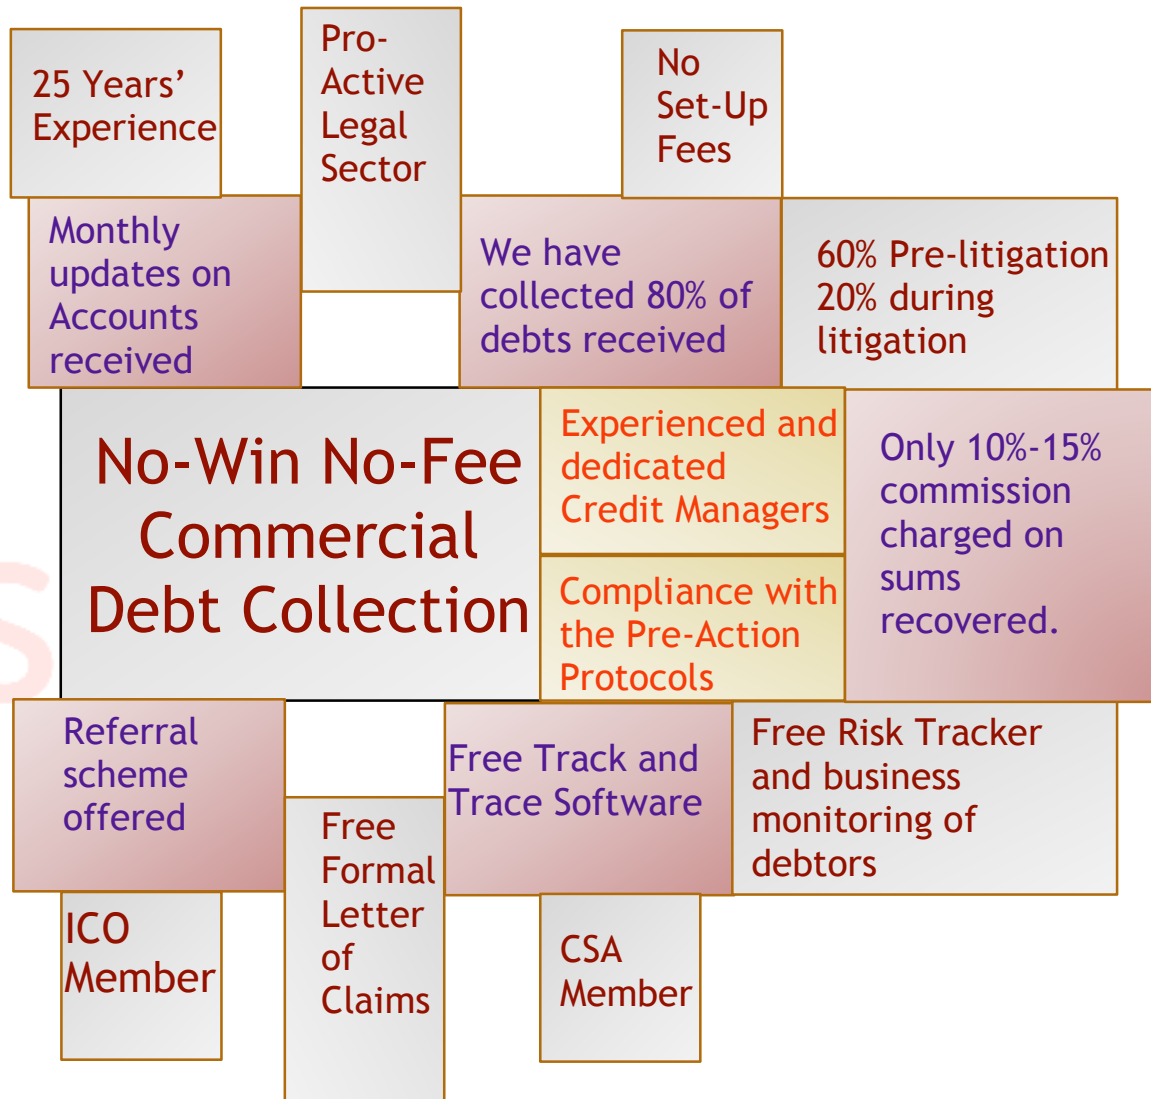 25 Years’
Experience
Pro-
Active
Legal
Sector
No
Set-Up
Fees
Monthly
updates on
Accounts
received
We have
collected 80% of
debts received
60% Pre-litigation
20% during
litigation
No-Win No-Fee
Commercial
Debt Collection
Experienced and
dedicated
Credit Managers
Compliance with
the Pre-Action
Protocols
Only 10%-15%
commission
charged on
sums
recovered.
Referral
scheme
offered
Free
Formal
Letter
of
Claims
Free Track and
Trace Software
Free Risk Tracker
and business
monitoring of
debtors
ICO
Member
CSA
Member